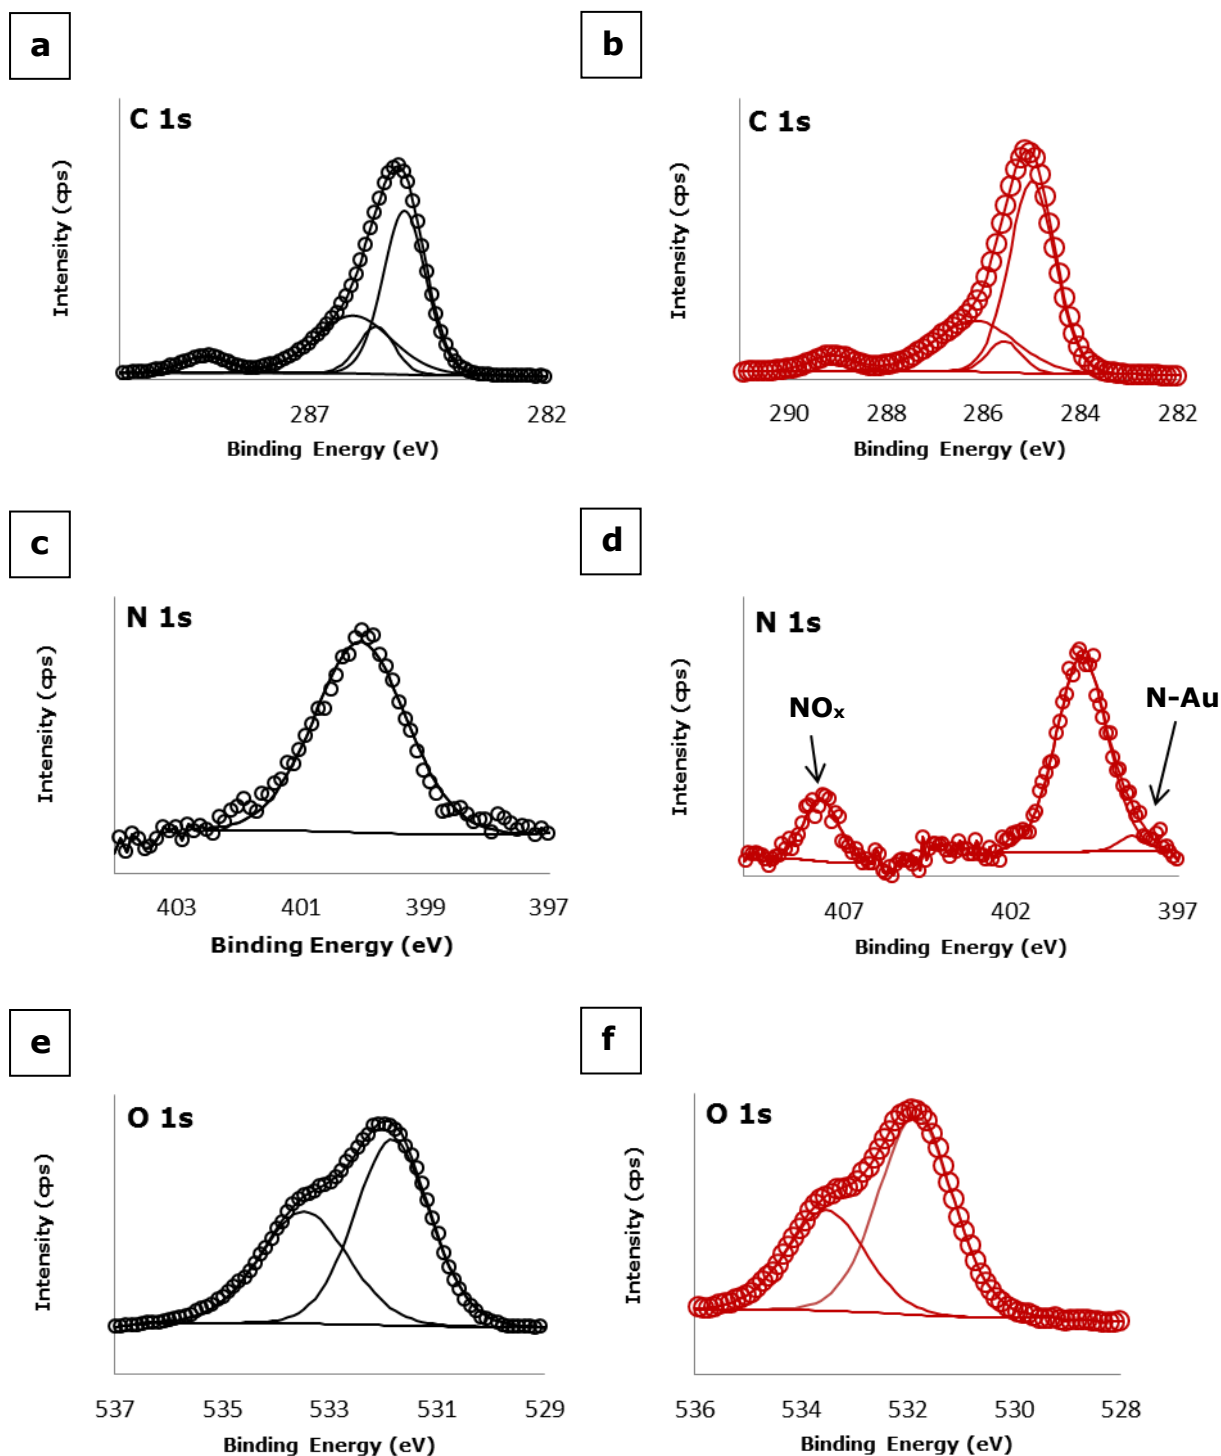 a
b
C 1s
C 1s
Intensity (cps)
Intensity (cps)
287 282
290 288 286 284 282
Binding Energy (eV)
Binding Energy (eV)
c
d
N 1s
N 1s
Intensity (cps)
Intensity (cps)
NOₓ
N-Au
403 401 399 397
407 402 397
Binding Energy (eV)
Binding Energy (eV)
e
f
O 1s
O 1s
Intensity (cps)
Intensity (cps)
537 535 533 531 529
536 534 532 530 528
Binding Energy (eV)
Binding Energy (eV)